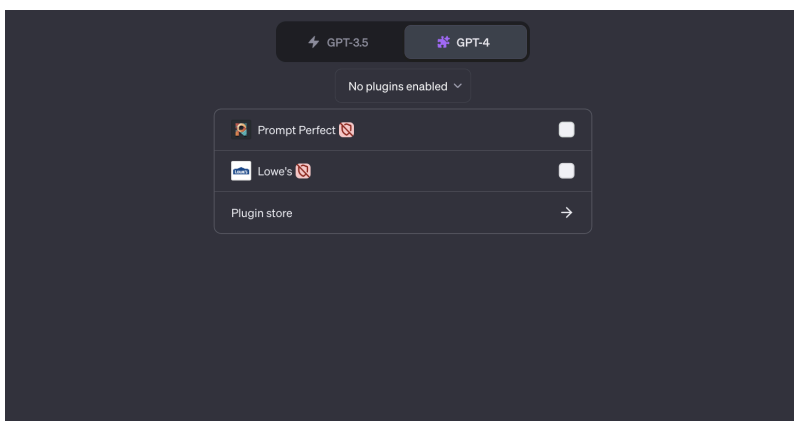 GPT-3.5 GPT-4
No plugins enabled
Prompt Perfect
Lowe's
Plugin store